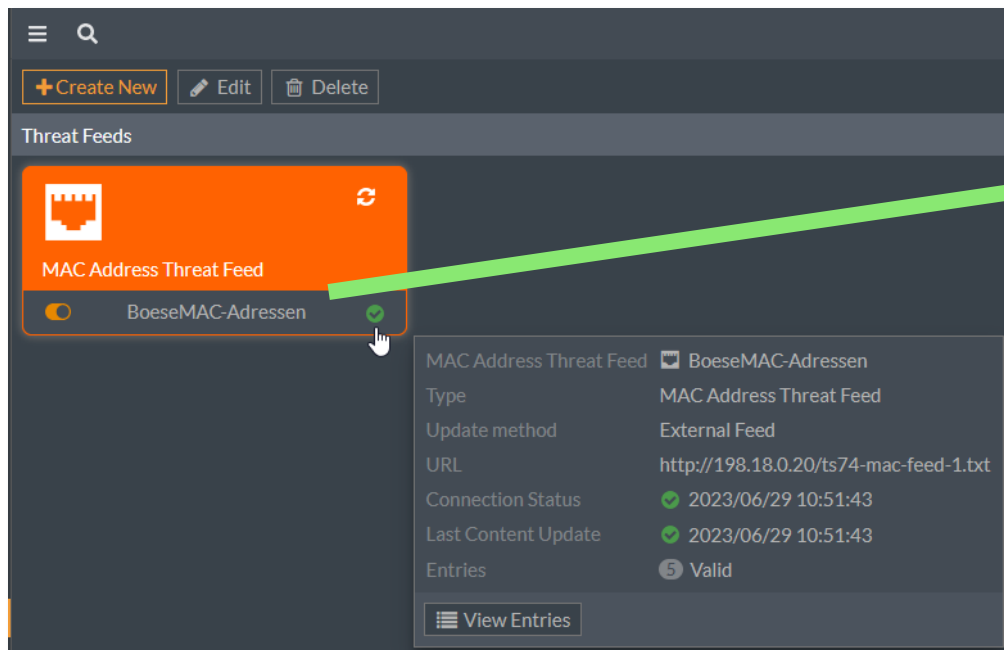 Create New Edit Delete
Threat Feeds
MAC Address Threat Feed
BoeseMAC-Adressen
MAC Address Threat Feed BoeseMAC-Adressen
Type MAC Address Threat Feed
Update method External Feed
URL http://198.18.0.20/ts74-mac-feed-1.txt
Connection Status 2023/06/29 10:51:43
Last Content Update 2023/06/29 10:51:43
Entries 5 Valid
View Entries